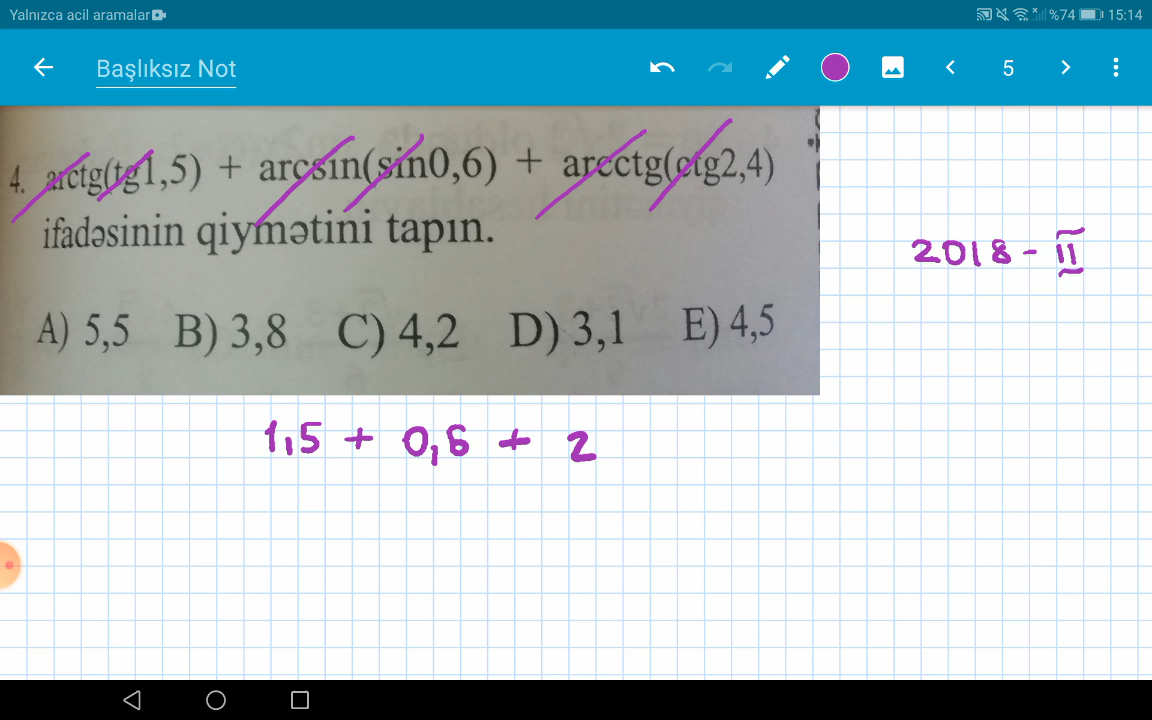 Yalnızca acil aramalar %74 15:14
Başlıksız Not 5
4. arctg(tg1,5) + arcsin(sin0,6) + arcctg(ctg2,4)
ifadəsinin qiymətini tapın.
2018 - II
A) 5,5 B) 3,8 C) 4,2 D) 3,1 E) 4,5
1,5 + 0,6 + 2